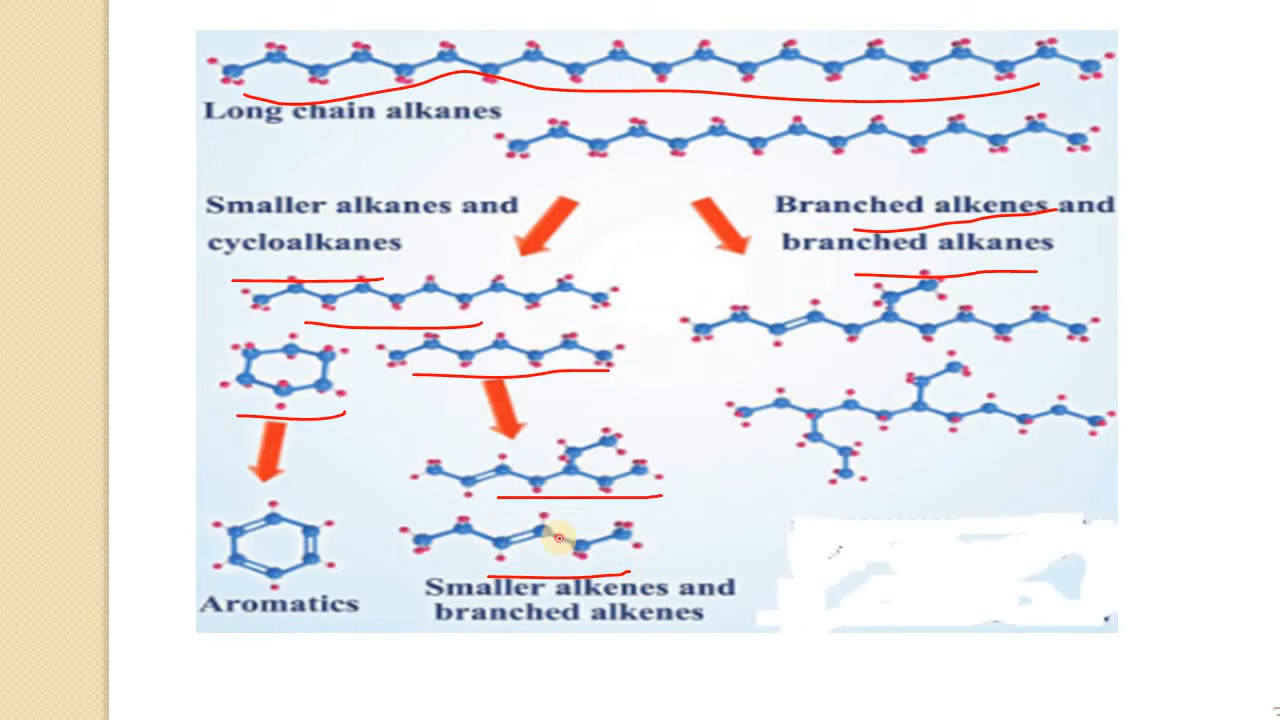 Long chain alkanes
Smaller alkanes and
cycloalkanes
Branched alkenes and
branched alkanes
Aromatics
Smaller alkenes and
branched alkenes